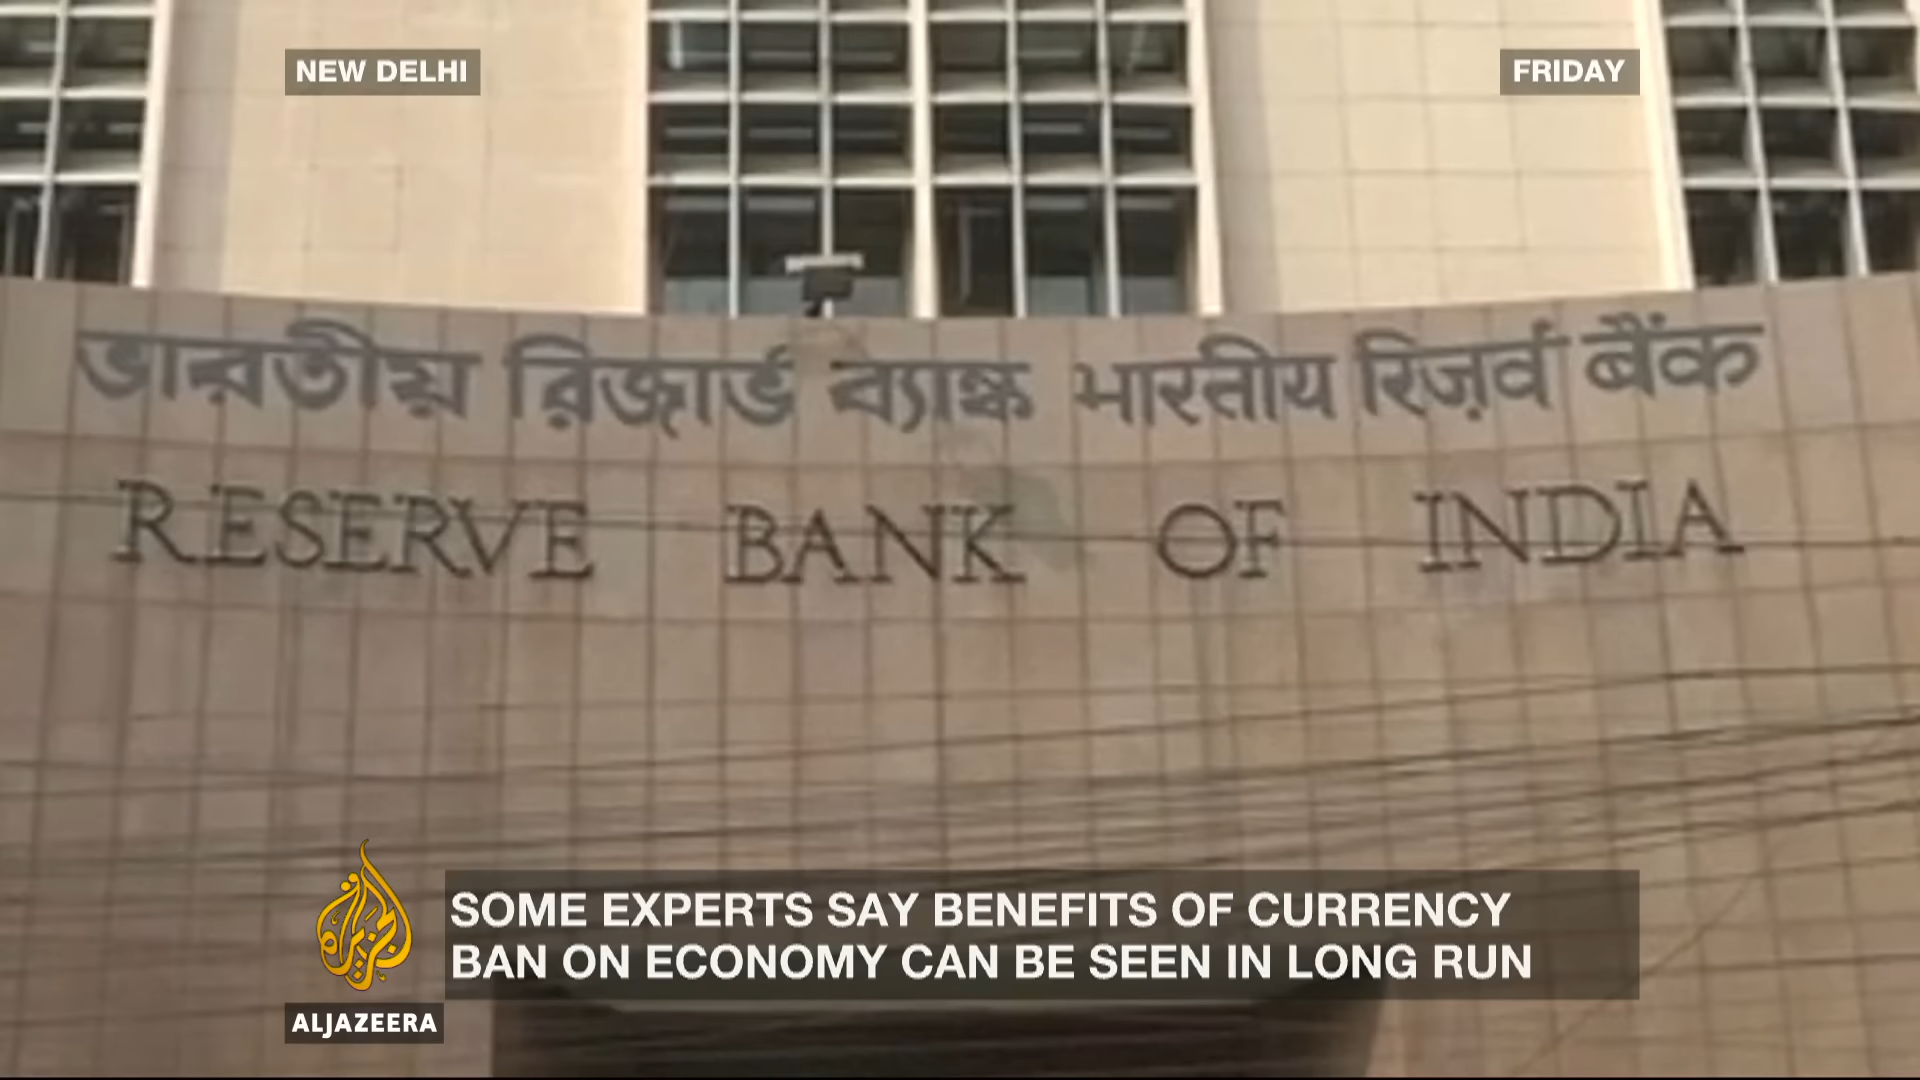 NEW DELHI
FRIDAY
ভারতীয় রিজার্ভ ব্যাঙ্ক भारतीय रिज़र्व बैंक
RESERVE BANK OF INDIA
SOME EXPERTS SAY BENEFITS OF CURRENCY
BAN ON ECONOMY CAN BE SEEN IN LONG RUN
الجزيرة
ALJAZEERA